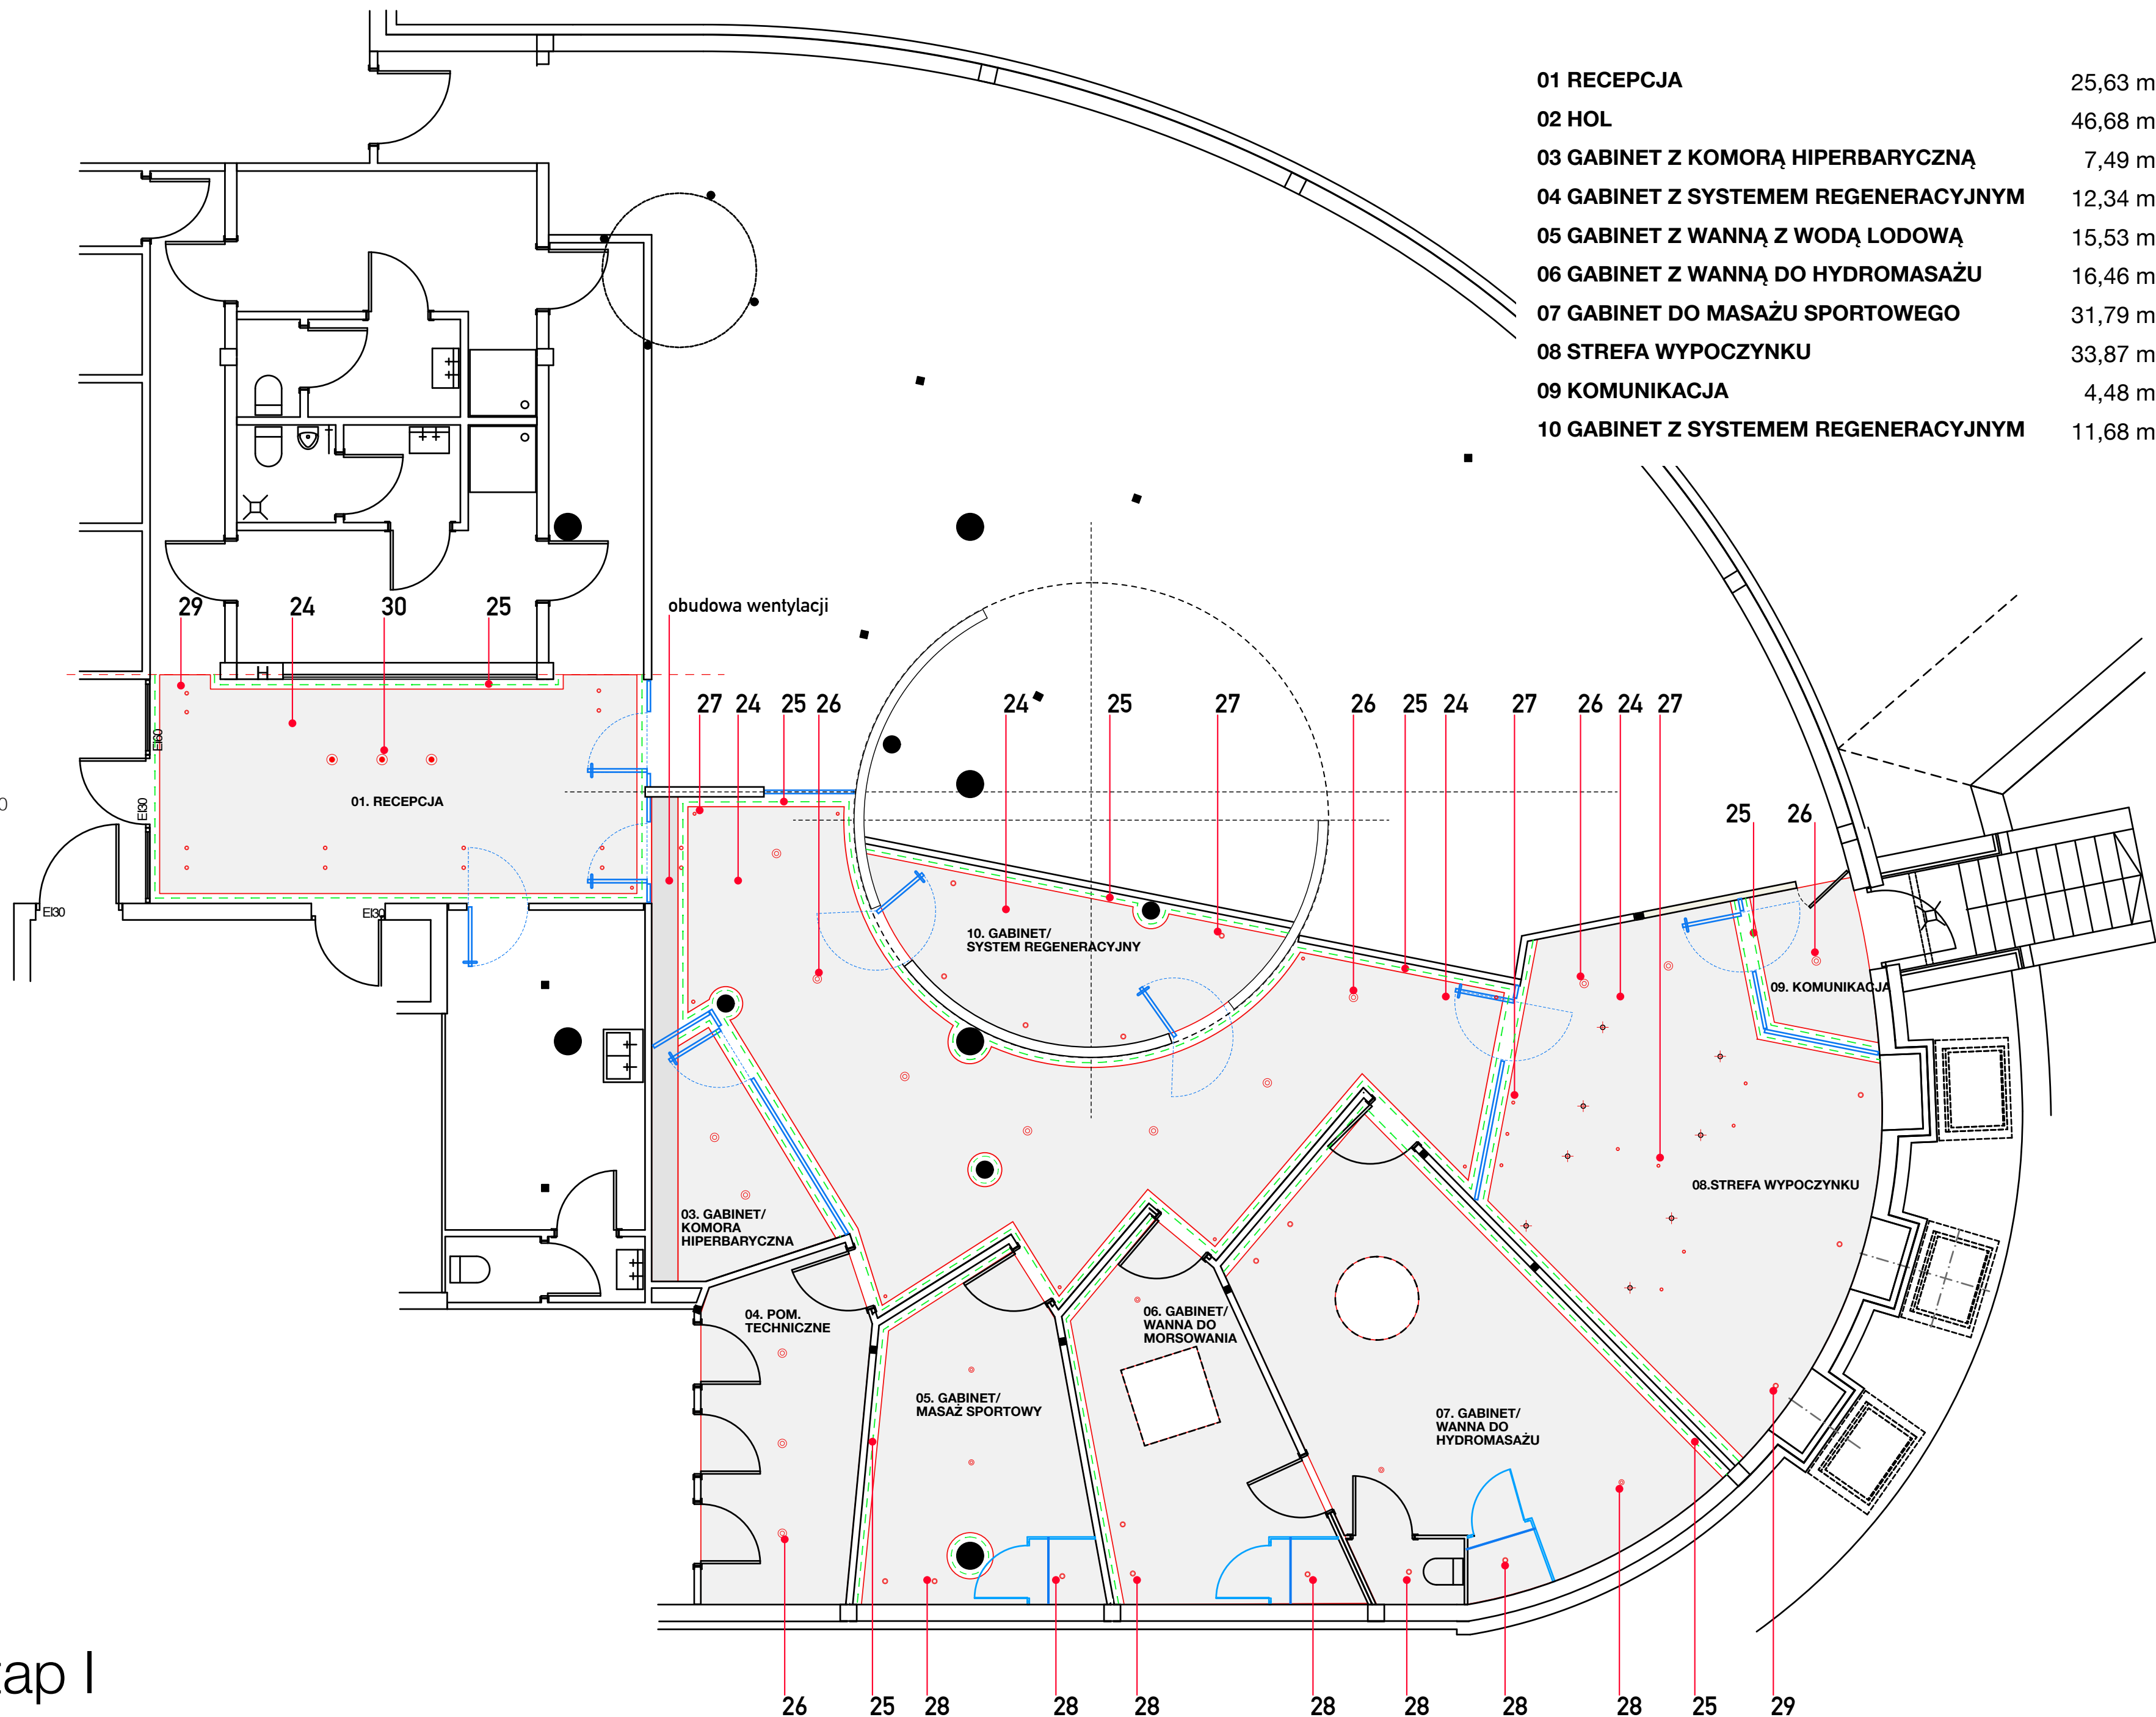 01 RECEPCJA 25,63 m
02 HOL 46,68 m
03 GABINET Z KOMORĄ HIPERBARYCZNĄ 7,49 m
04 GABINET Z SYSTEMEM REGENERACYJNYM 12,34 m
05 GABINET Z WANNĄ Z WODĄ LODOWĄ 15,53 m
06 GABINET Z WANNĄ DO HYDROMASAŻU 16,46 m
07 GABINET DO MASAŻU SPORTOWEGO 31,79 m
08 STREFA WYPOCZYNKU 33,87 m
09 KOMUNIKACJA 4,48 m
10 GABINET Z SYSTEMEM REGENERACYJNYM 11,68 m
29 24 30 25 obudowa wentylacji
H
27 24 25 26 24 25 27 26 25 24 27 26 24 27
EI60
EI30
0
01. RECEPCJA
25 26
EI30
EI30
10. GABINET/
SYSTEM REGENERACYJNY
09. KOMUNIKACJA
08.STREFA WYPOCZYNKU
03. GABINET/
KOMORA
HIPERBARYCZNA
04. POM.
TECHNICZNE
06. GABINET/
WANNA DO
MORSOWANIA
05. GABINET/
MASAŻ SPORTOWY
07. GABINET/
WANNA DO
HYDROMASAŻU
tap I
26 25 28 28 28 28 28 28 28 25 29